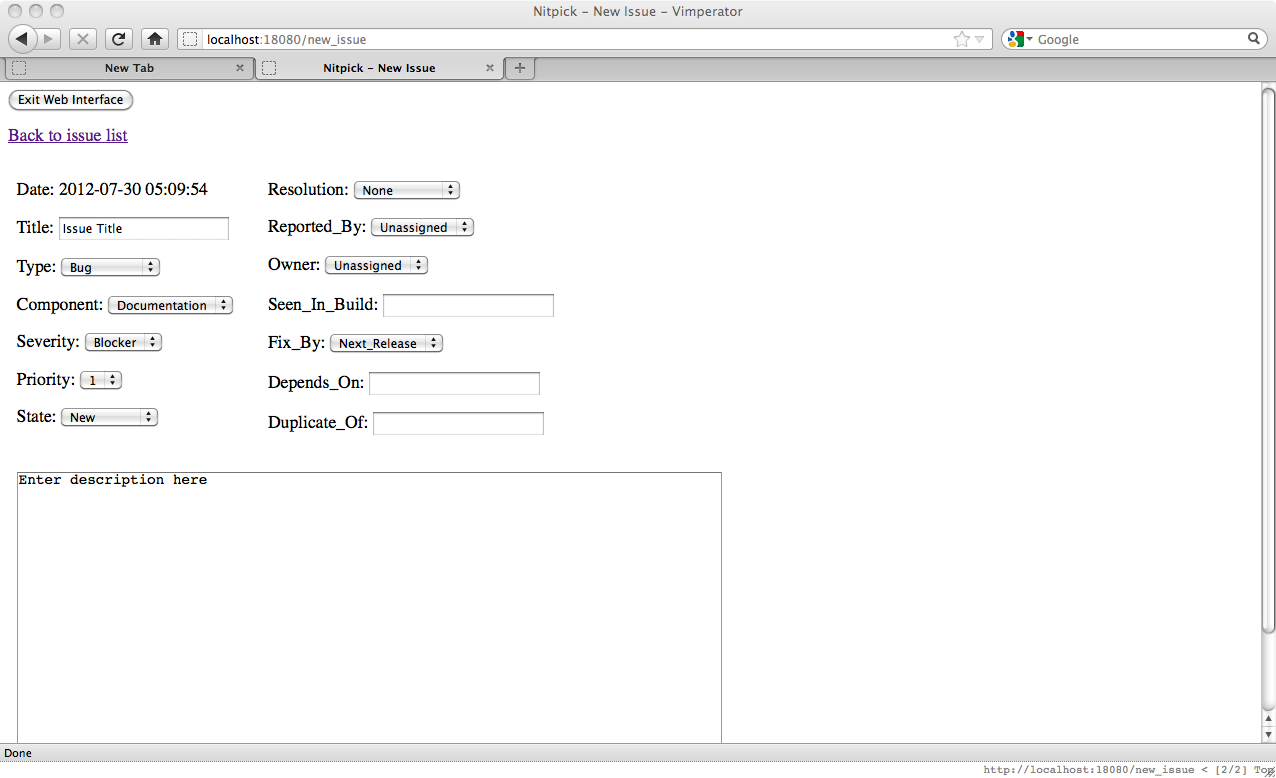 Nitpick – New Issue – Vimperator
localhost:18080/new_issue
Google
New Tab
Nitpick – New Issue
Exit Web Interface
Back to issue list
Date: 2012-07-30 05:09:54
Title: Issue Title
Type: Bug
Component: Documentation
Severity: Blocker
Priority: 1
State: New
Resolution: None
Reported_By: Unassigned
Owner: Unassigned
Seen_In_Build:
Fix_By: Next_Release
Depends_On:
Duplicate_Of:
Enter description here
Done
http://localhost:18080/new_issue < [2/2] Top